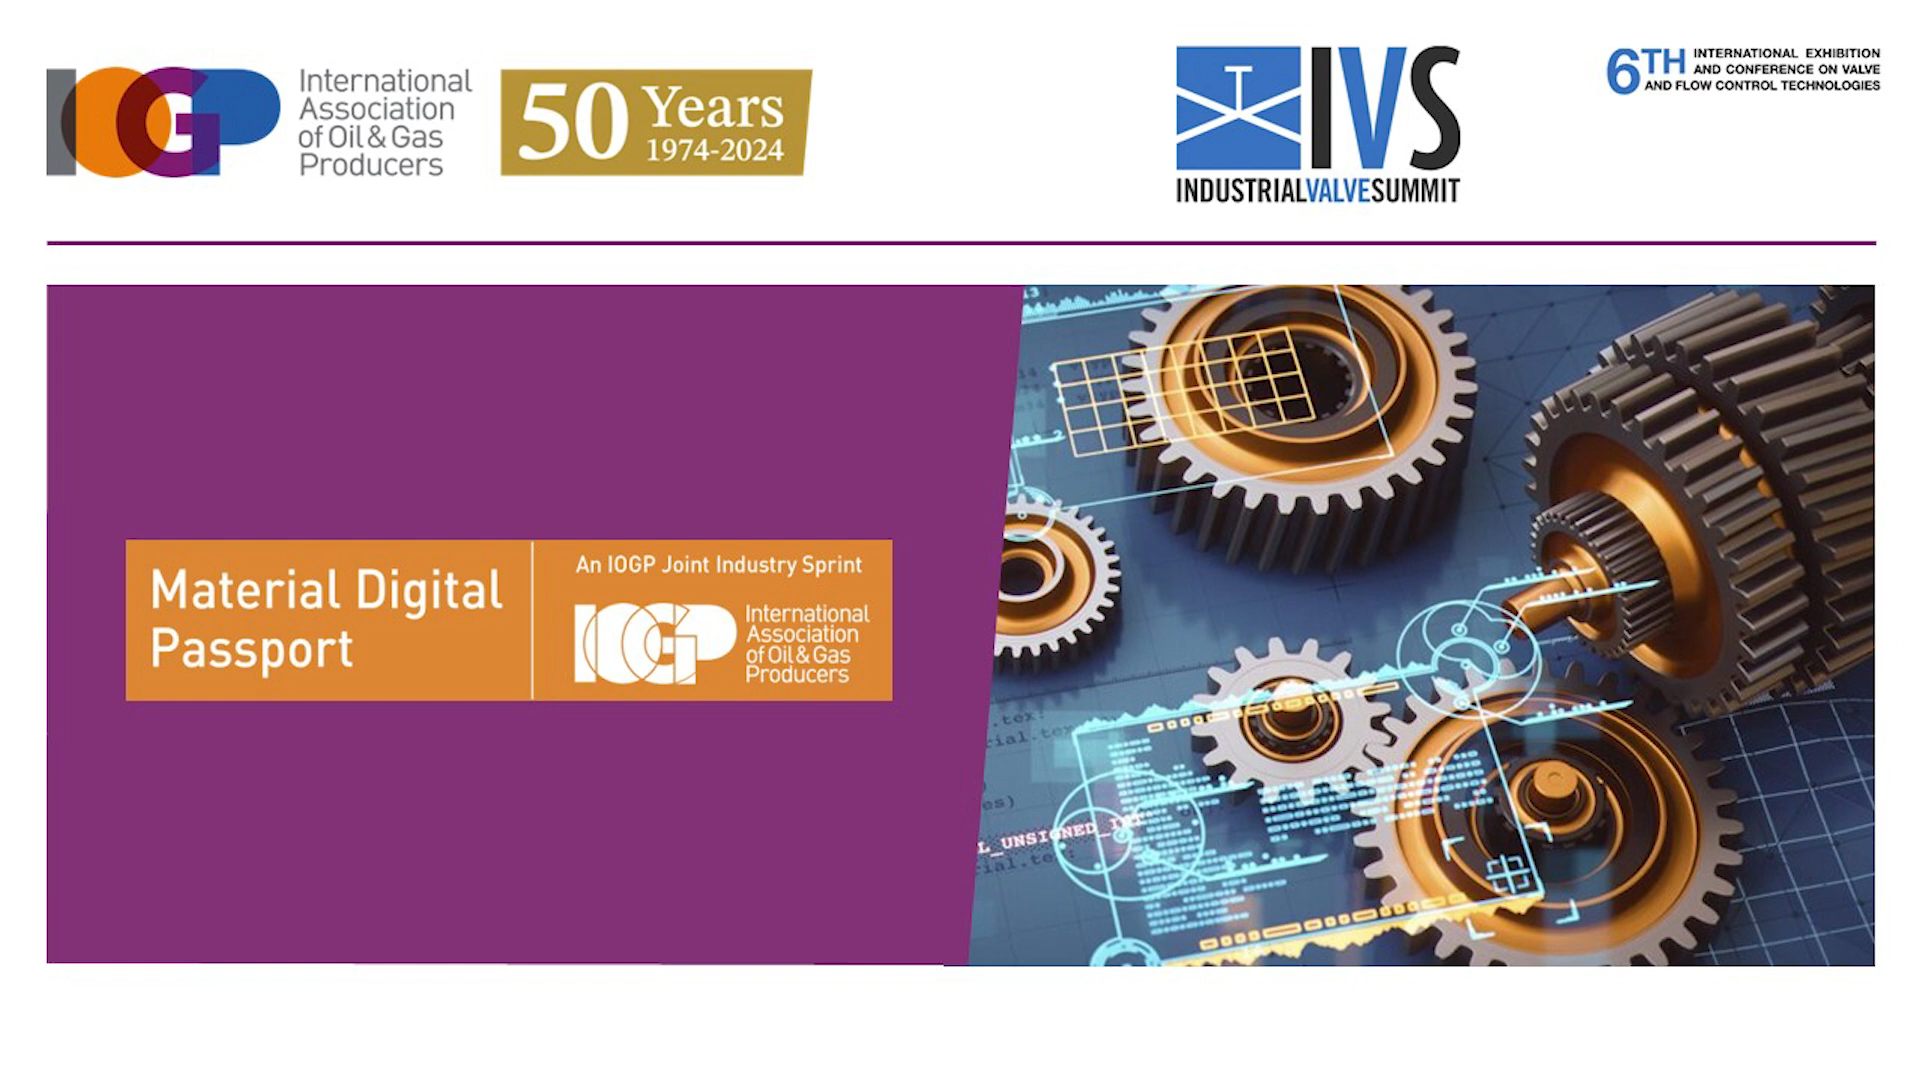 IOGP
International
Association
of Oil & Gas
Producers
50 Years
1974-2024
IVS
INDUSTRIALVALVESUMMIT
6TH INTERNATIONAL EXHIBITION
AND CONFERENCE ON VALVE
AND FLOW CONTROL TECHNOLOGIES
Material Digital
Passport
An IOGP Joint Industry Sprint
IOGP
International
Association
of Oil & Gas
Producers